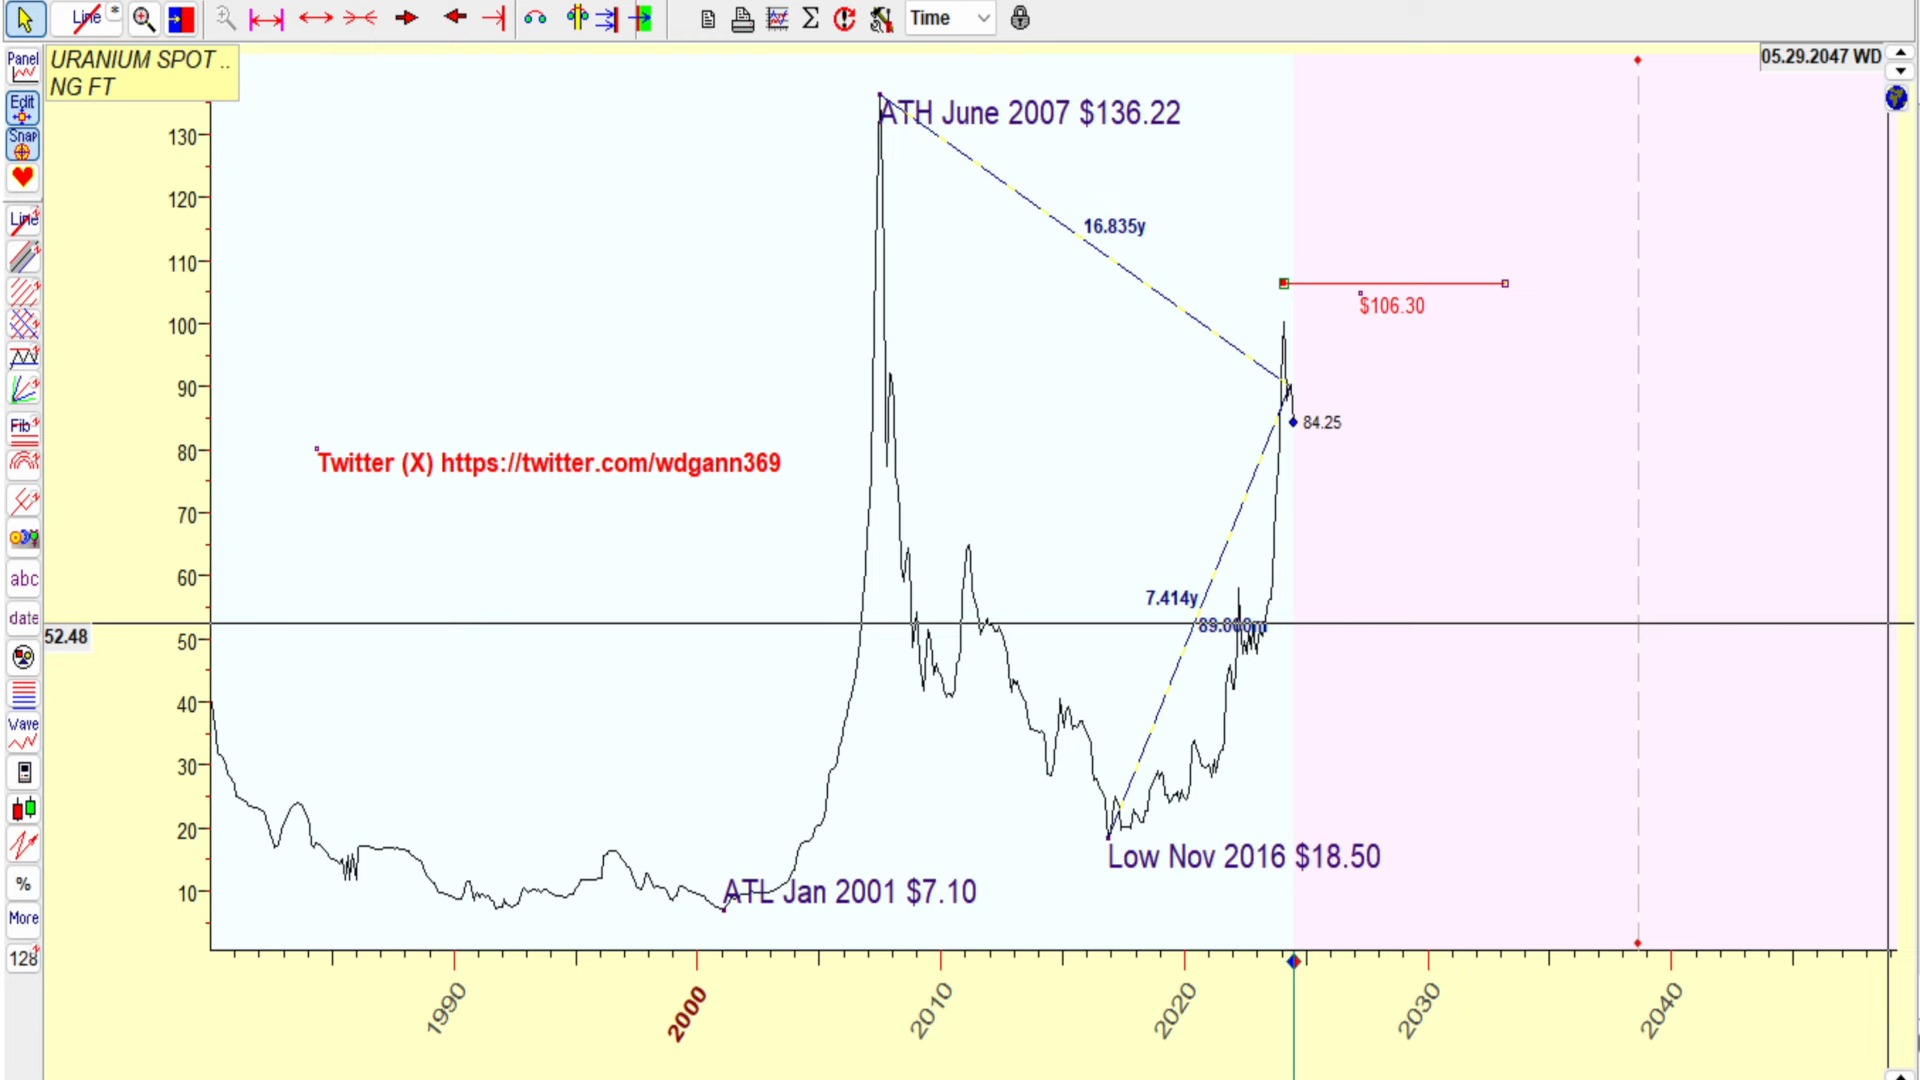 Line *
Time
Panel
URANIUM SPOT ..
NG FT
05.29.2047 WD
Edit
Snap
ATH June 2007 $136.22
130
120
Line
16.835y
110
$106.30
100
90
84.25
Fib
80
Twitter (X) https://twitter.com/wdgann369
70
abc
60
7.414y
date
52.48
50
40
Wave
30
20
Low Nov 2016 $18.50
%
10
ATL Jan 2001 $7.10
More
128
1990
2000
2010
2020
2030
2040